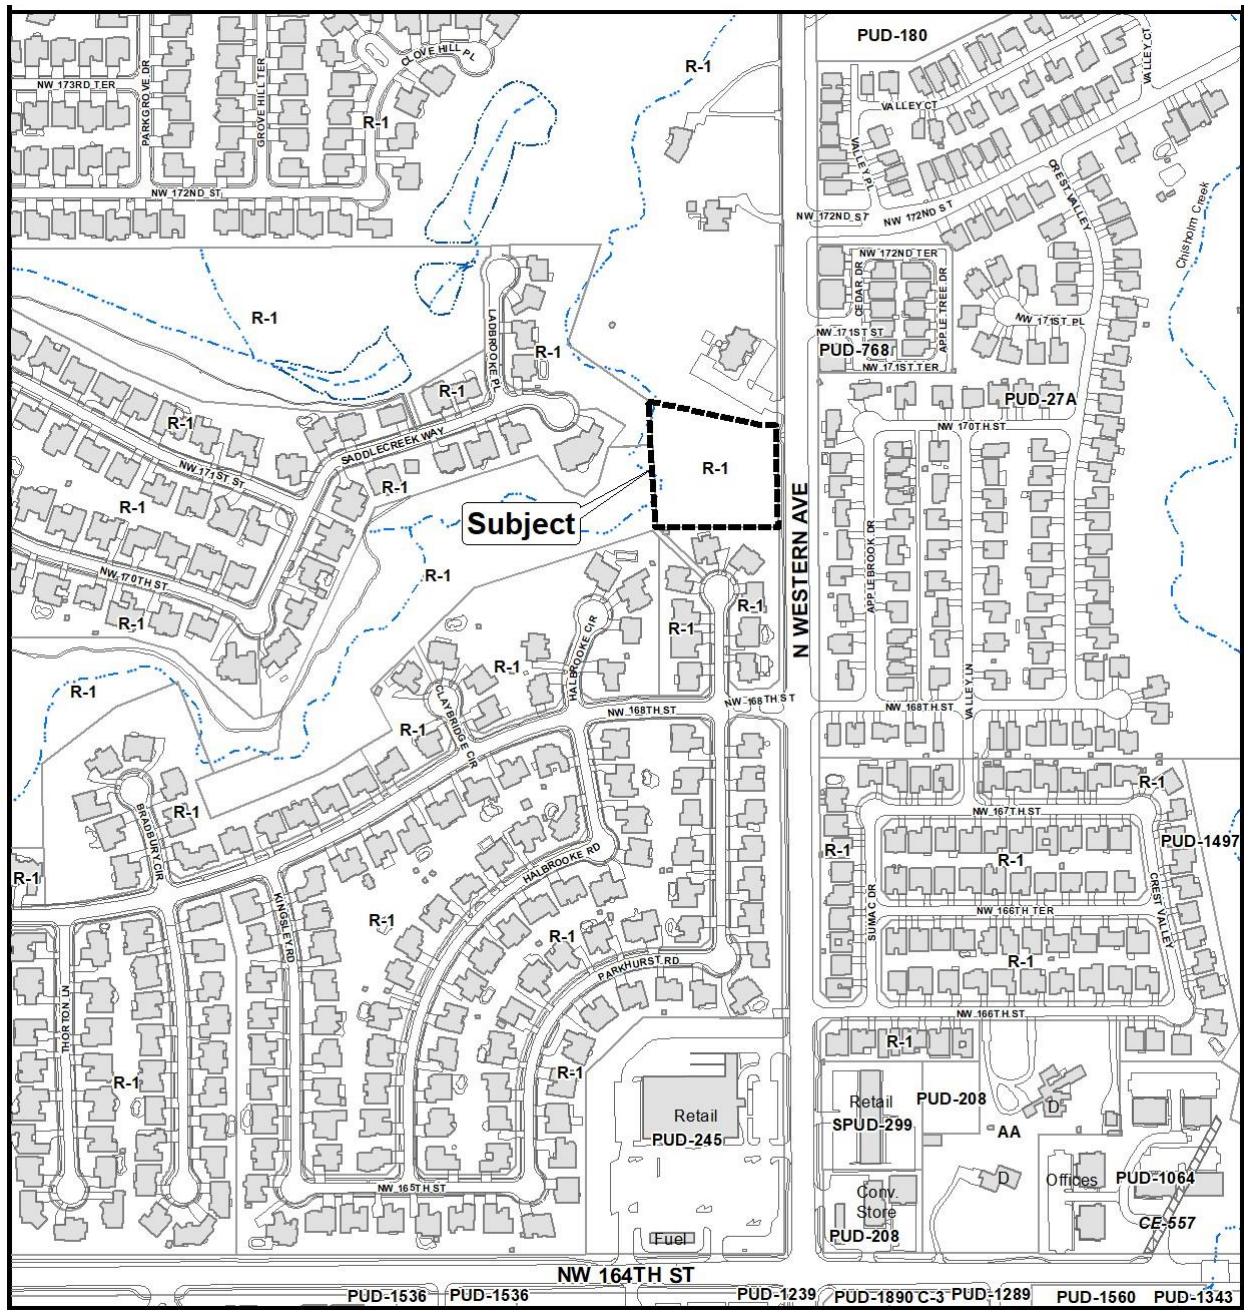 PUD-180
CLOVE HILL PL
R-1
VALLEY CT
NW 173RD TER
PARKGROVE DR
GROVE HILL TER
R-1
VALLEY CT
VALLEY PL
CREST VALLEY
NW 172ND ST
NW 172ND ST
NW 172ND ST
Chisholm Creek
NW 172ND TER
CEDAR DR
APPLE TREE DR
R-1
LADBROOKE PL
NW 171ST PL
NW 171ST ST
R-1
PUD-768
NW 171ST TER
R-1
PUD-27A
R-1
NW 170TH ST
SADDLECREEK WAY
NW 171ST ST
R-1
R-1
R-1
Subject
N WESTERN AVE
APPLEBROOK DR
NW 170TH ST
R-1
R-1
R-1
R-1
HALBROOKE CIR
R-1
R-1
VALLEY LN
CLAYBRIDGE CIR
NW 168TH ST
NW 168TH ST
NW 168TH ST
R-1
BRADBURY CIR
R-1
R-1
NW 167TH ST
PUD-1497
R-1
R-1
HALBROOKE RD
R-1
KINGSLEY RD
SUMAC DR
CREST VALLEY
NW 166TH TER
R-1
R-1
R-1
PARKHURST RD
THORTON LN
NW 166TH ST
R-1
R-1
R-1
Retail
PUD-245
Retail
SPUD-299
PUD-208
D
AA
D
Offices
PUD-1064
NW 165TH ST
Conv.
Store
PUD-208
CE-557
Fuel
NW 164TH ST
PUD-1536
PUD-1536
PUD-1239
PUD-1890
C-3
PUD-1289
PUD-1560
PUD-1343